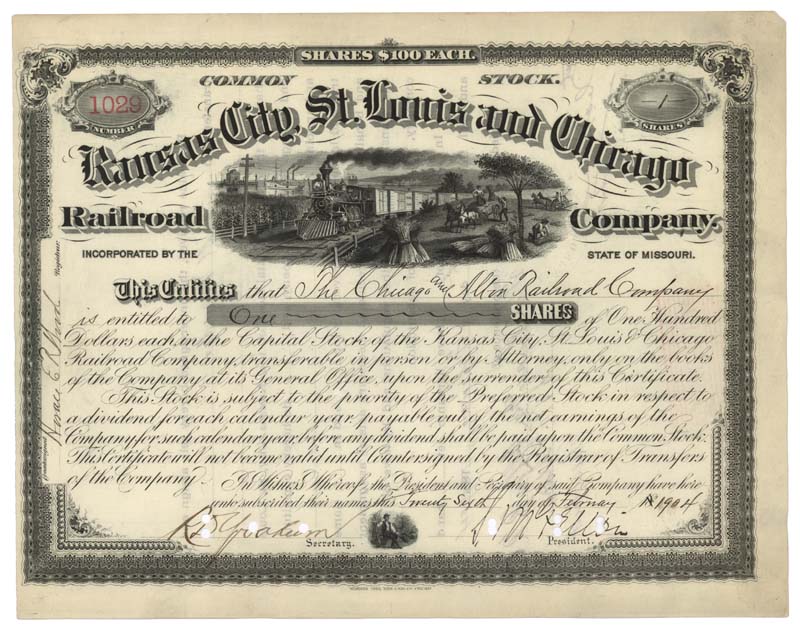 SHARES $100 EACH.
COMMON STOCK.
1029
NUMBER
1
SHARES
Kansas City, St. Louis and Chicago
Railroad Company.
INCORPORATED BY THE STATE OF MISSOURI.
This Entitles that The Chicago and Alton Railroad Company
is entitled to One SHARES of One Hundred
Dollars each, in the Capital Stock of the Kansas City, St. Louis & Chicago
Railroad Company, transferable in person or by Attorney, only on the books
of the Company at its General Office, upon the surrender of this Certificate.
This Stock is subject to the priority of the Preferred Stock in respect to
a dividend for each calendar year payable out of the net earnings of the
Company for such calendar year, before any dividend shall be paid upon the Common Stock.
This Certificate will not become valid until Countersigned by the Registrar of Transfers
of the Company.
In Witness Whereof, the President and Secretary of said Company have here
unto subscribed their names this Twenty Sixth day of February A 1904
Secretary.
President.
Registrar